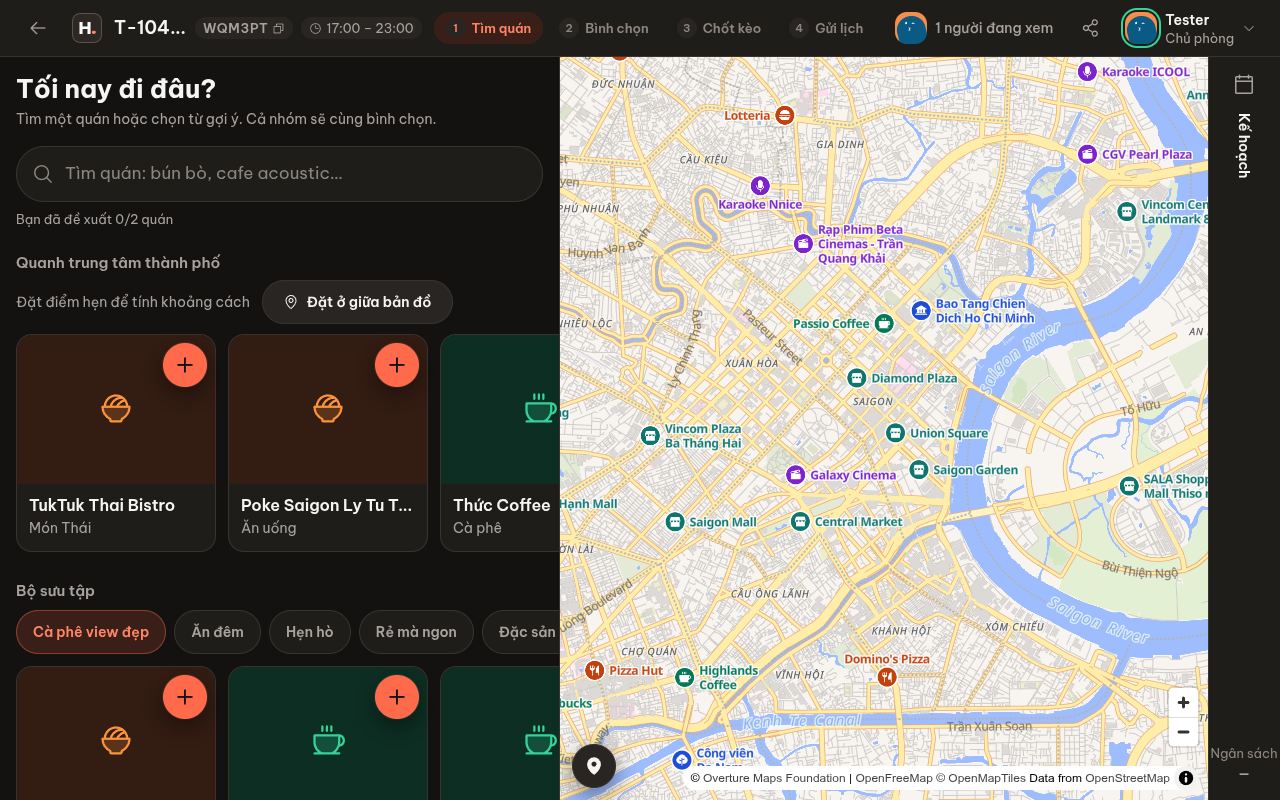 H.
T-104...
WQM3PT
17:00 – 23:00
1 Tìm quán
2 Bình chọn
3 Chốt kèo
4 Gửi lịch
1 người đang xem
Tester
Chủ phòng
Tối nay đi đâu?
Tìm một quán hoặc chọn từ gợi ý. Cả nhóm sẽ cùng bình chọn.
Tìm quán: bún bò, cafe acoustic...
Bạn đã đề xuất 0/2 quán
Quanh trung tâm thành phố
Đặt điểm hẹn để tính khoảng cách
Đặt ở giữa bản đồ
TukTuk Thai Bistro
Món Thái
Poke Saigon Ly Tu T...
Ăn uống
Thức Coffee
Cà phê
Bộ sưu tập
Cà phê view đẹp
Ăn đêm
Hẹn hò
Rẻ mà ngon
Đặc sản
ĐỨC NHUẬN
Karaoke ICOOL
Lotteria
GIA DINH
CẦU KIỆU
CGV Pearl Plaza
Karaoke Nnice
PHÚ NHUẬN
Vincom Cen
Landmark 8
Rạp Phim Beta
Cinemas - Trần
Quang Khải
Huỳnh Văn Bánh
Bao Tang Chien
Dich Ho Chi Minh
NHIÊU LỘC
Passio Coffee
Pasteur Street
Lý Chính Thắng
XUÂN HÒA
Saigon River
AN
Diamond Plaza
SAIGON
Tố Hữu
Vincom Plaza
Ba Tháng Hai
Union Square
Galaxy Cinema
Saigon Garden
SALA Shopp
Mall Thiso
Hạnh Mall
Saigon Mall
Central Market
Bùi Thiện Ngộ
CẦU ÔNG LÃNH
Saigon River
XÓM CHIẾU
KHÁNH HỘI
CHỢ QUÁN
Pizza Hut
Highlands
Coffee
VĨNH HỘI
Domino's Pizza
Kenh Te Canal
Trần Xuân Soạn
Công viên
© Overture Maps Foundation | OpenFreeMap © OpenMapTiles Data from OpenStreetMap
Kế hoạch
Ngân sách
–